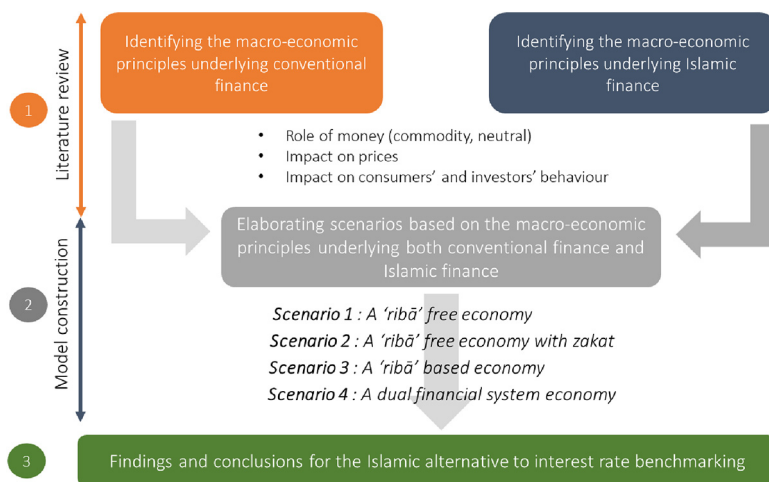 Identifying the macro-economic
principles underlying conventional
finance
Identifying the macro-economic
principles underlying Islamic
finance
1
Literature review
• Role of money (commodity, neutral)
• Impact on prices
• Impact on consumers’ and investors’ behaviour
Elaborating scenarios based on the macro-economic
principles underlying both conventional finance and
Islamic finance
2
Model construction
Scenario 1 : A ‘ribā’ free economy
Scenario 2 : A ‘ribā’ free economy with zakat
Scenario 3 : A ‘ribā’ based economy
Scenario 4 : A dual financial system economy
3
Findings and conclusions for the Islamic alternative to interest rate benchmarking